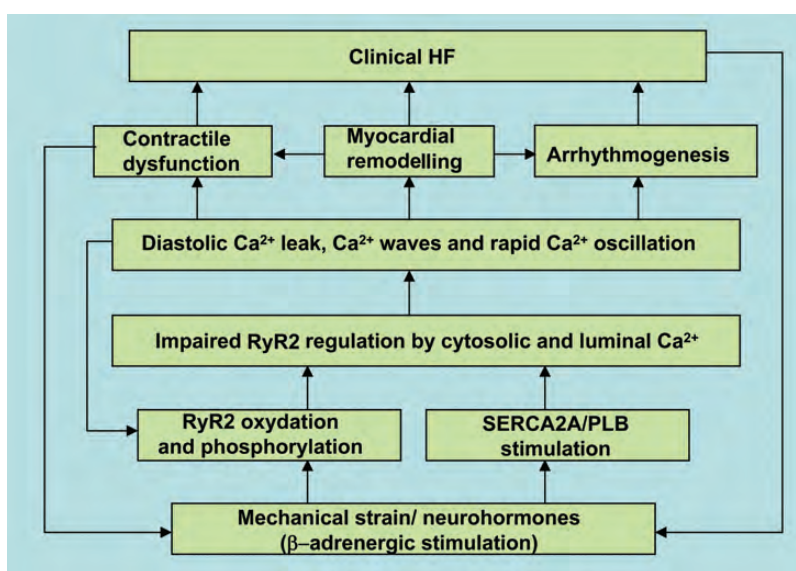 Clinical HF
Contractile
dysfunction
Myocardial
remodelling
Arrhythmogenesis
Diastolic Ca²⁺ leak, Ca²⁺ waves and rapid Ca²⁺ oscillation
Impaired RyR2 regulation by cytosolic and luminal Ca²⁺
RyR2 oxydation
and phosphorylation
SERCA2A/PLB
stimulation
Mechanical strain/ neurohormones
(β–adrenergic stimulation)